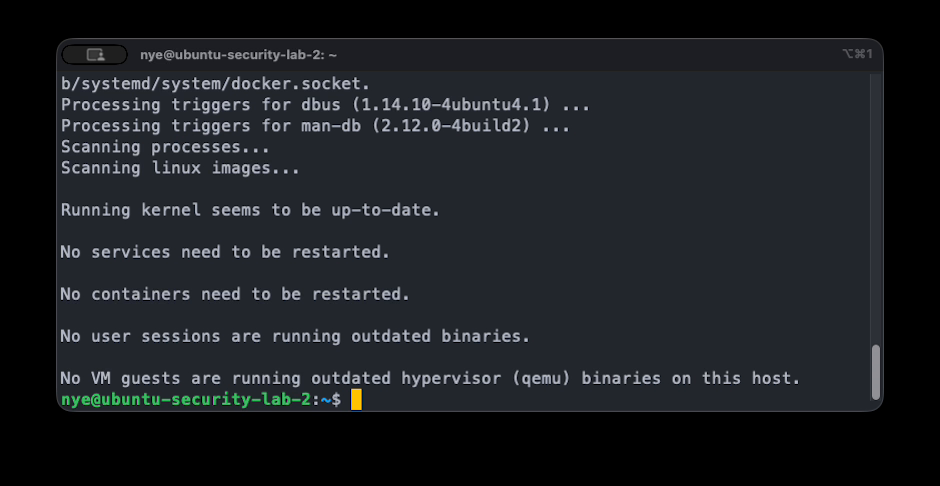 nye@ubuntu-security-lab-2: ~
⌥⌘1
b/systemd/system/docker.socket.
Processing triggers for dbus (1.14.10-4ubuntu4.1) ...
Processing triggers for man-db (2.12.0-4build2) ...
Scanning processes...
Scanning linux images...
Running kernel seems to be up-to-date.
No services need to be restarted.
No containers need to be restarted.
No user sessions are running outdated binaries.
No VM guests are running outdated hypervisor (qemu) binaries on this host.
nye@ubuntu-security-lab-2:~$